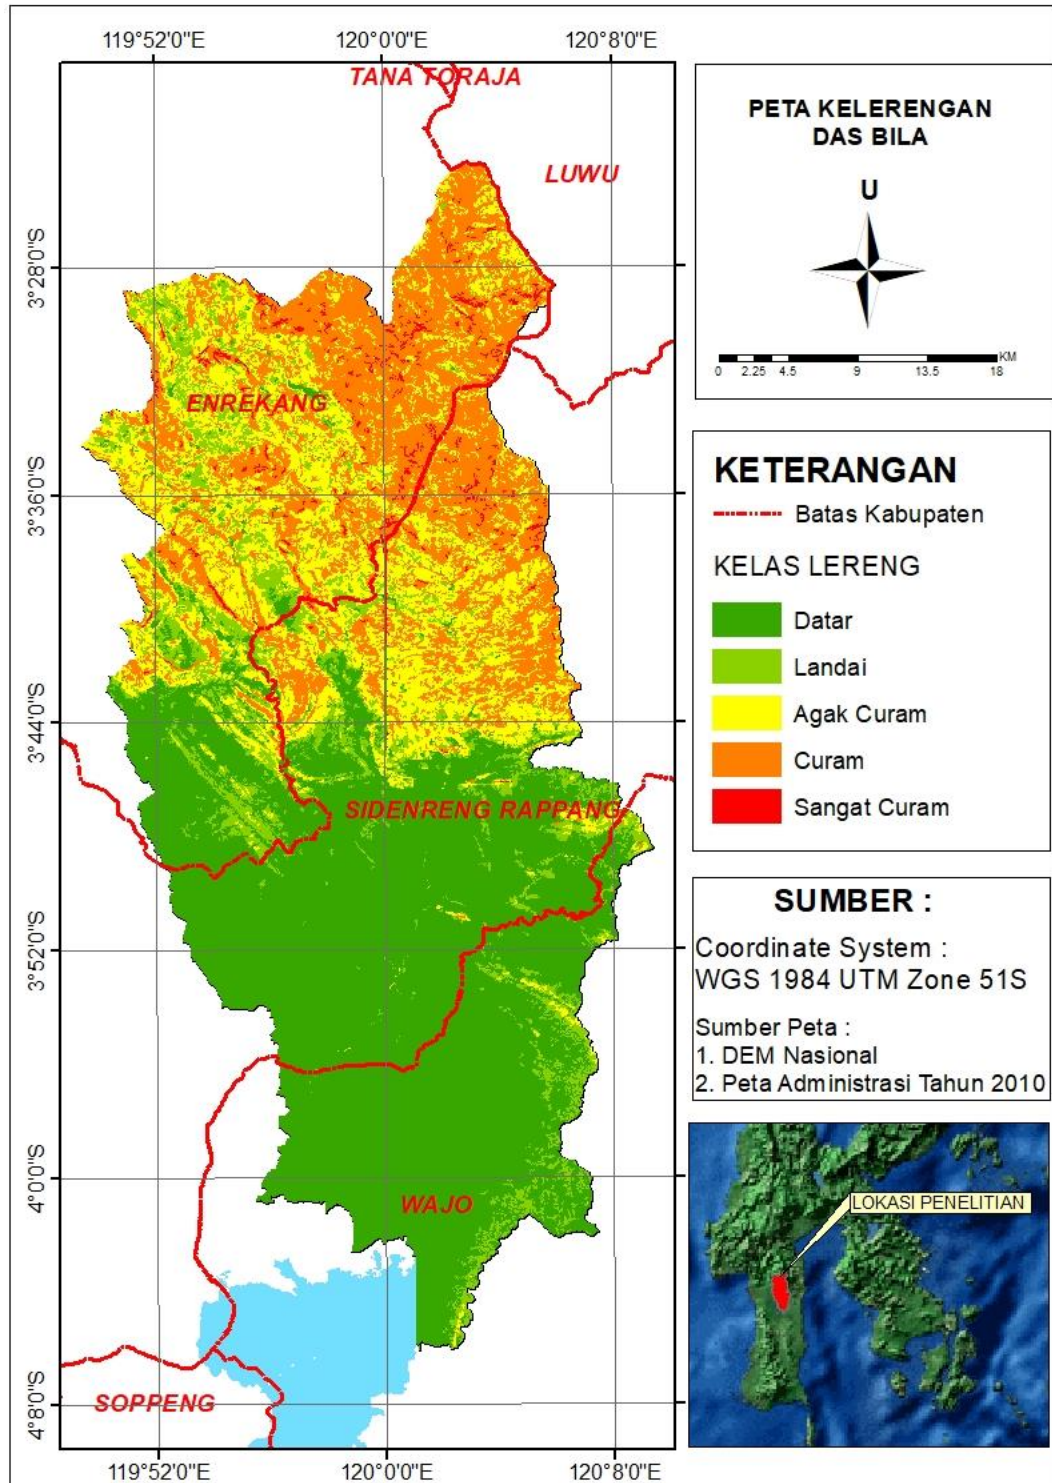 119°52'0"E
120°0'0"E
120°8'0"E
TANA TORAJA
LUWU
3°28'0"S
ENREKANG
3°36'0"S
3°44'0"S
SIDENRENG RAPPANG
3°52'0"S
4°0'0"S
WAJO
4°8'0"S
SOPPENG
119°52'0"E
120°0'0"E
120°8'0"E
PETA KELERENGAN
DAS BILA
U
KM
0 2.25 4.5 9 13.5 18
KETERANGAN
Batas Kabupaten
KELAS LERENG
Datar
Landai
Agak Curam
Curam
Sangat Curam
SUMBER :
Coordinate System :
WGS 1984 UTM Zone 51S
Sumber Peta :
1. DEM Nasional
2. Peta Administrasi Tahun 2010
LOKASI PENELITIAN